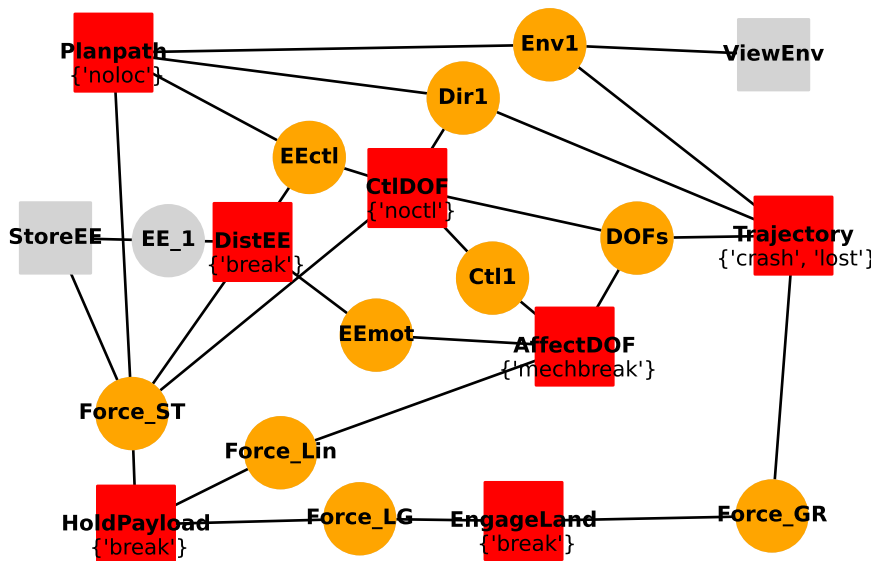 Env1
Planpath
{'noloc'}
ViewEnv
Dir1
EEctl
CtlDOF
{'noctl'}
StoreEE
EE_1
DistEE
{'break'}
DOFs
Trajectory
{'crash', 'lost'}
Ctl1
EEmot
AffectDOF
{'mechbreak'}
Force_ST
Force_Lin
HoldPayload
{'break'}
Force_LG
EngageLand
{'break'}
Force_GR